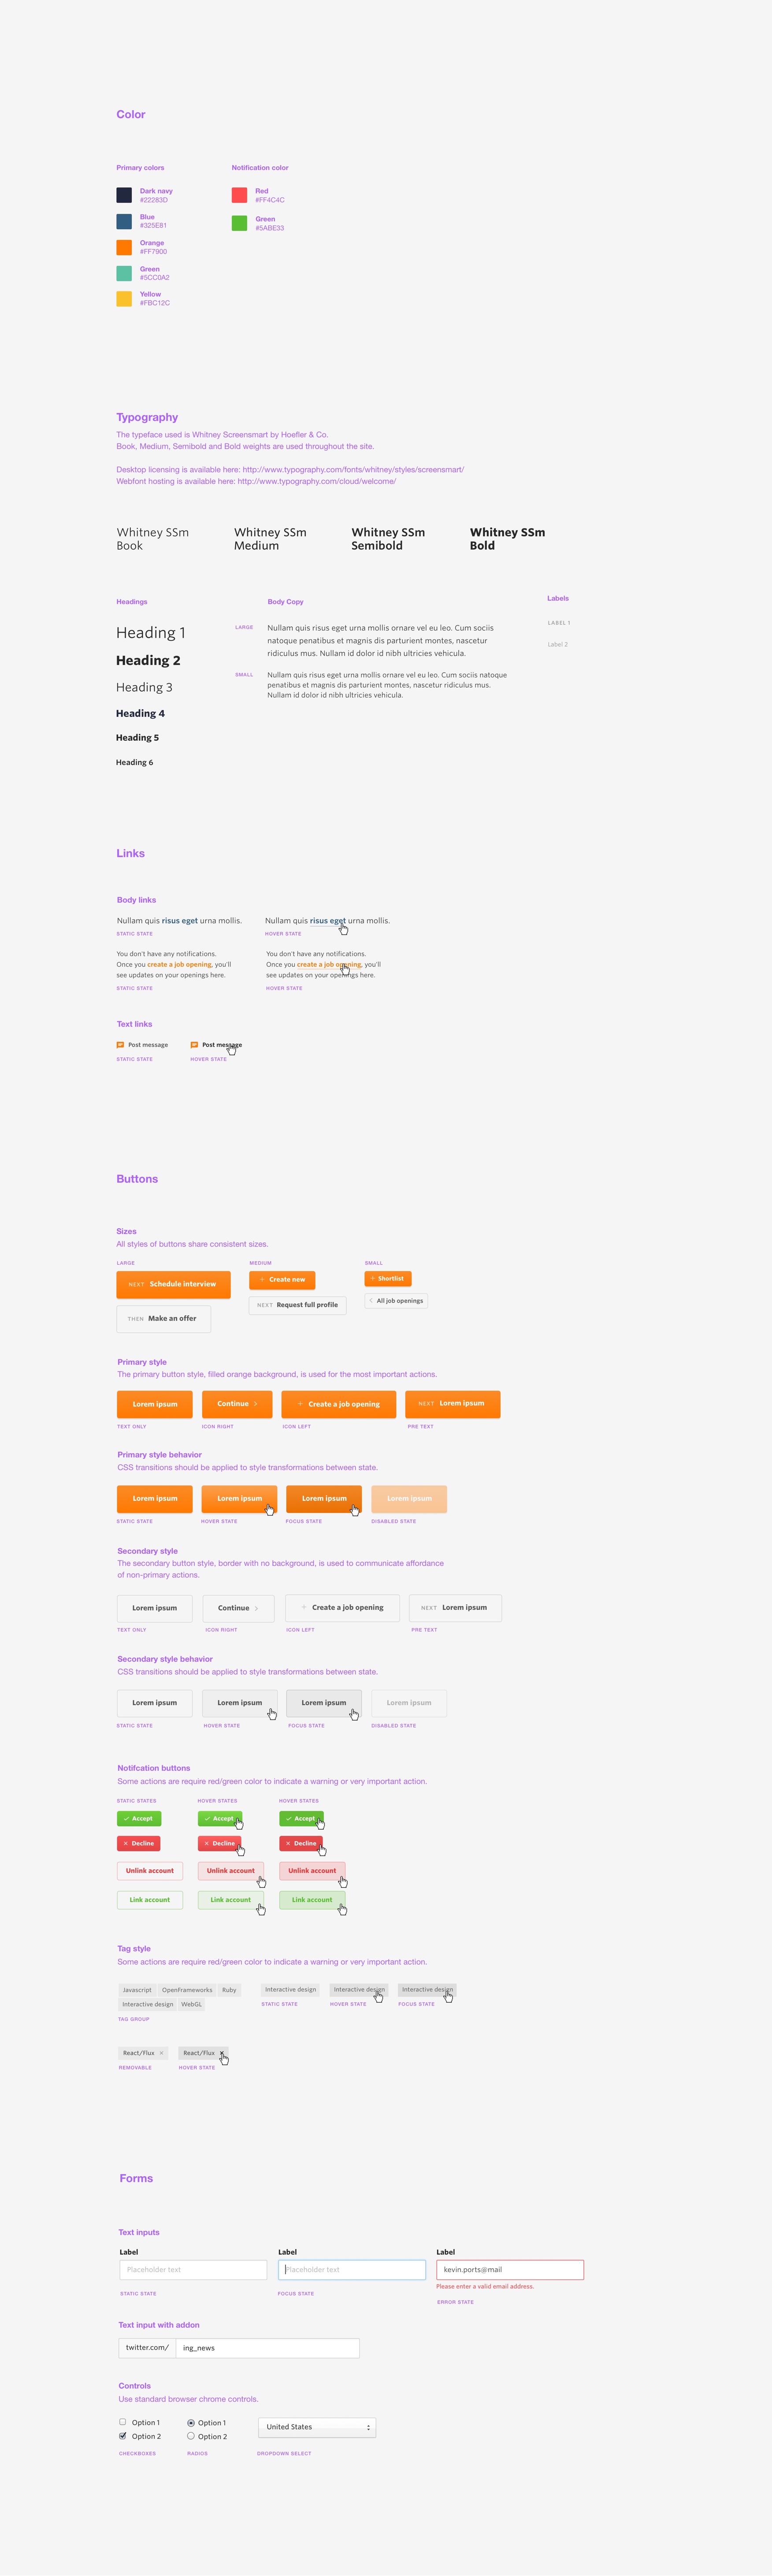 Color
Primary colors
Dark navy
#22283D
Blue
#325E81
Orange
#FF7900
Green
#5CC0A2
Yellow
#FBC12C
Notification color
Red
#FF4C4C
Green
#5ABE33
Typography
The typeface used is Whitney Screensmart by Hoefler & Co.
Book, Medium, Semibold and Bold weights are used throughout the site.
Desktop licensing is available here: http://www.typography.com/fonts/whitney/styles/screensmart/
Webfont hosting is available here: http://www.typography.com/cloud/welcome/
Whitney SSm
Book
Whitney SSm
Medium
Whitney SSm
Semibold
Whitney SSm
Bold
Headings
Heading 1
Heading 2
Heading 3
Heading 4
Heading 5
Heading 6
Body Copy
LARGE
Nullam quis risus eget urna mollis ornare vel eu leo. Cum sociis
natoque penatibus et magnis dis parturient montes, nascetur
ridiculus mus. Nullam id dolor id nibh ultricies vehicula.
SMALL
Nullam quis risus eget urna mollis ornare vel eu leo. Cum sociis natoque
penatibus et magnis dis parturient montes, nascetur ridiculus mus.
Nullam id dolor id nibh ultricies vehicula.
Labels
LABEL 1
Label 2
Links
Body links
Nullam quis risus eget urna mollis.
STATIC STATE
Nullam quis risus eget urna mollis.
HOVER STATE
You don't have any notifications.
Once you create a job opening, you'll
see updates on your openings here.
STATIC STATE
You don't have any notifications.
Once you create a job opening, you'll
see updates on your openings here.
HOVER STATE
Text links
Post message
STATIC STATE
Post message
HOVER STATE
Buttons
Sizes
All styles of buttons share consistent sizes.
LARGE
NEXT Schedule interview
THEN Make an offer
MEDIUM
+ Create new
NEXT Request full profile
SMALL
+ Shortlist
< All job openings
Primary style
The primary button style, filled orange background, is used for the most important actions.
Lorem ipsum
TEXT ONLY
Continue >
ICON RIGHT
+ Create a job opening
ICON LEFT
NEXT Lorem ipsum
PRE TEXT
Primary style behavior
CSS transitions should be applied to style transformations between state.
Lorem ipsum
STATIC STATE
Lorem ipsum
HOVER STATE
Lorem ipsum
FOCUS STATE
Lorem ipsum
DISABLED STATE
Secondary style
The secondary button style, border with no background, is used to communicate affordance
of non-primary actions.
Lorem ipsum
TEXT ONLY
Continue >
ICON RIGHT
+ Create a job opening
ICON LEFT
NEXT Lorem ipsum
PRE TEXT
Secondary style behavior
CSS transitions should be applied to style transformations between state.
Lorem ipsum
STATIC STATE
Lorem ipsum
HOVER STATE
Lorem ipsum
FOCUS STATE
Lorem ipsum
DISABLED STATE
Notifcation buttons
Some actions are require red/green color to indicate a warning or very important action.
STATIC STATES
HOVER STATES
HOVER STATES
✓ Accept
✓ Accept
✓ Accept
× Decline
× Decline
× Decline
Unlink account
Unlink account
Unlink account
Link account
Link account
Link account
Tag style
Some actions are require red/green color to indicate a warning or very important action.
Javascript OpenFrameworks Ruby
Interactive design WebGL
TAG GROUP
Interactive design
STATIC STATE
Interactive design
HOVER STATE
Interactive design
FOCUS STATE
React/Flux ×
REMOVABLE
React/Flux ×
HOVER STATE
Forms
Text inputs
Label
Placeholder text
STATIC STATE
Label
Placeholder text
FOCUS STATE
Label
kevin.ports@mail
Please enter a valid email address.
ERROR STATE
Text input with addon
twitter.com/ ing_news
Controls
Use standard browser chrome controls.
Option 1
Option 2
CHECKBOXES
Option 1
Option 2
RADIOS
United States
DROPDOWN SELECT